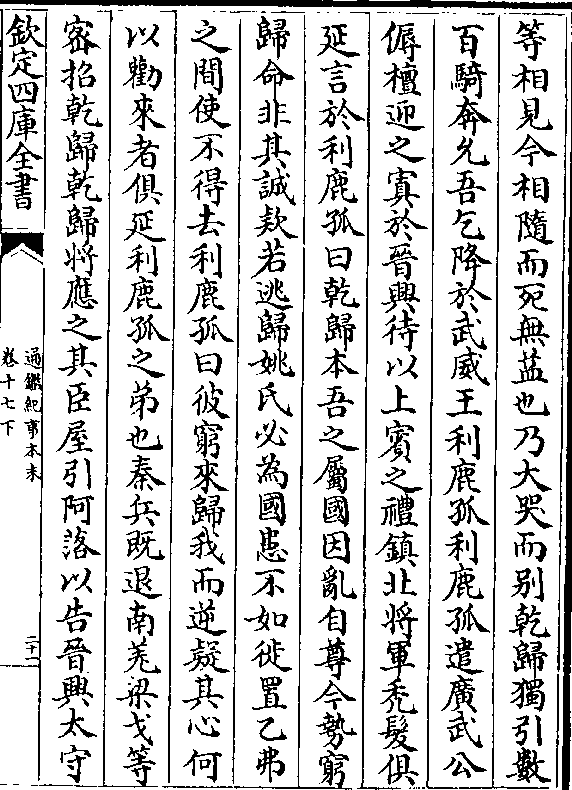 等相見今相隨而死無益也乃大哭而别乾歸獨引數
百騎奔允吾乞降於武威王利鹿孤利鹿孤遣廣武公
傉檀迎之寘於晉興待以上賓之禮鎮北將軍秃髮俱
延言於利鹿孤曰乾歸本吾之屬國因亂自尊今勢窮
歸命非其誠欵若逃歸姚氏必為國患不如徙置乙弗
之間使不得去利鹿孤曰彼窮來歸我而逆疑其心何
以勸來者俱延利鹿孤之弟也秦兵既退南羌梁戈等
宻招乾歸乾歸將應之其臣屋引阿洛以告晉興太守
欽定四庫全書
通鑑紀事本末
卷十七下
二十一